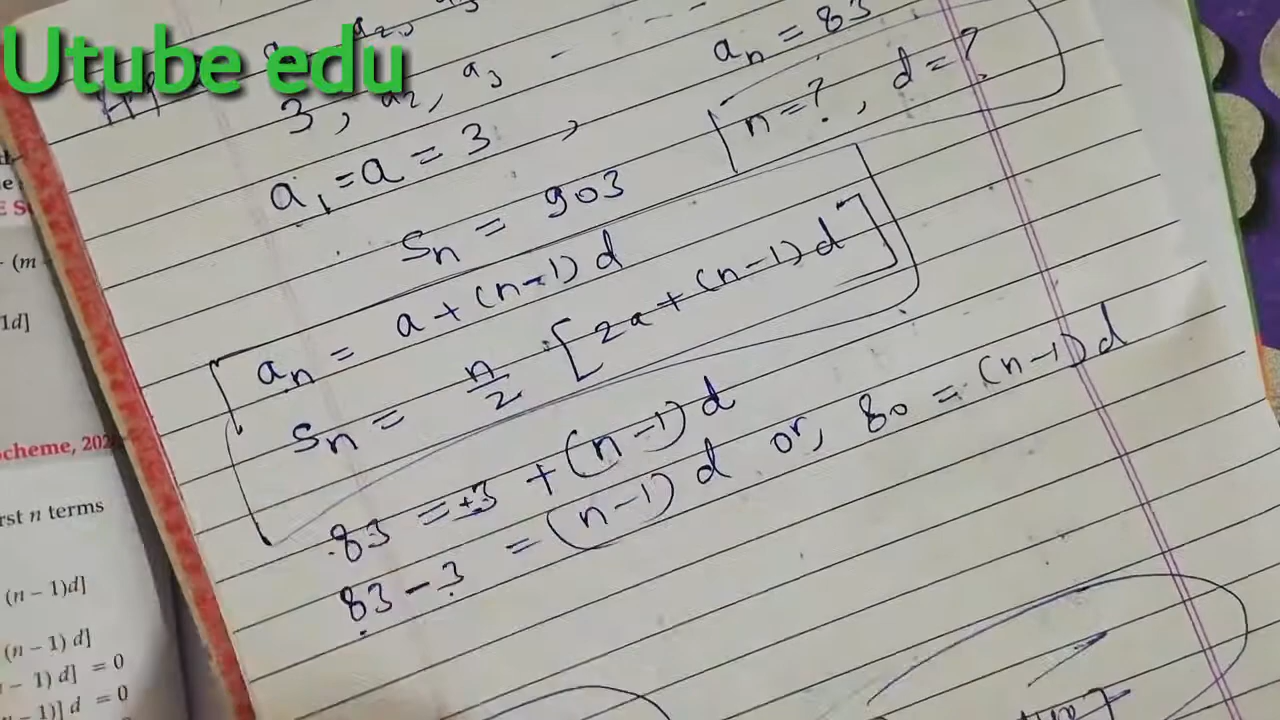 Utube edu
3, a2, a3 - - -
an = 83
a1 = a = 3 ,
n = ?, d = ?
Sn = 903
an = a + (n-1) d
Sn = n/2 [2a + (n-1) d]
83 = +3 + (n-1) d
83 - 3 = (n-1) d or, 80 = (n-1) d
(m
1d]
cheme, 202
rst n terms
(n - 1)d]
(n - 1) d]
- 1) d] = 0
- 1)] d = 0